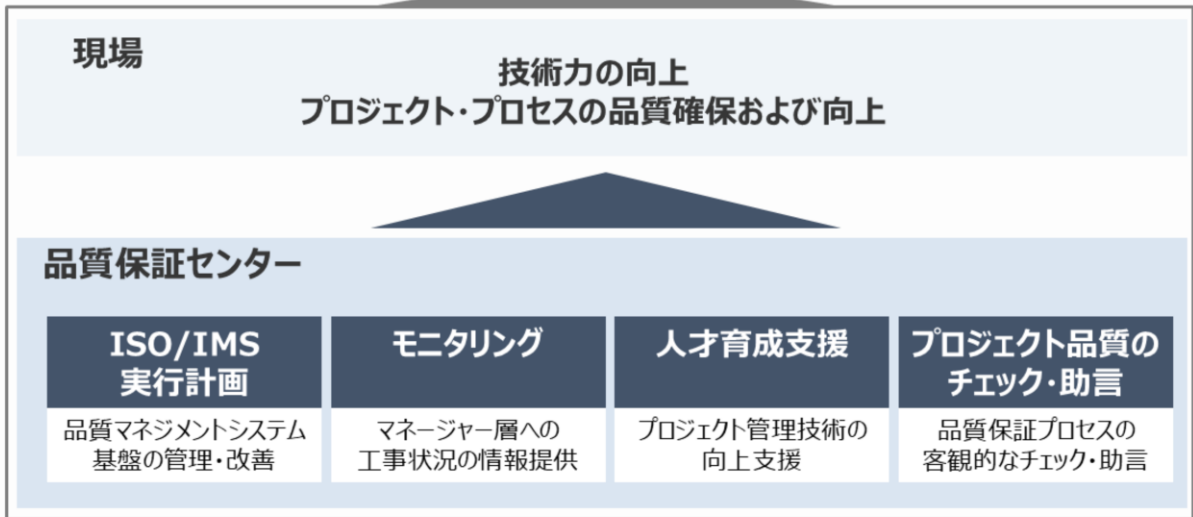 現場
技術力の向上
プロジェクト・プロセスの品質確保および向上
品質保証センター
ISO/IMS
実行計画
品質マネジメントシステム
基盤の管理・改善
モニタリング
マネージャー層への
工事状況の情報提供
人才育成支援
プロジェクト管理技術の
向上支援
プロジェクト品質の
チェック・助言
品質保証プロセスの
客観的なチェック・助言